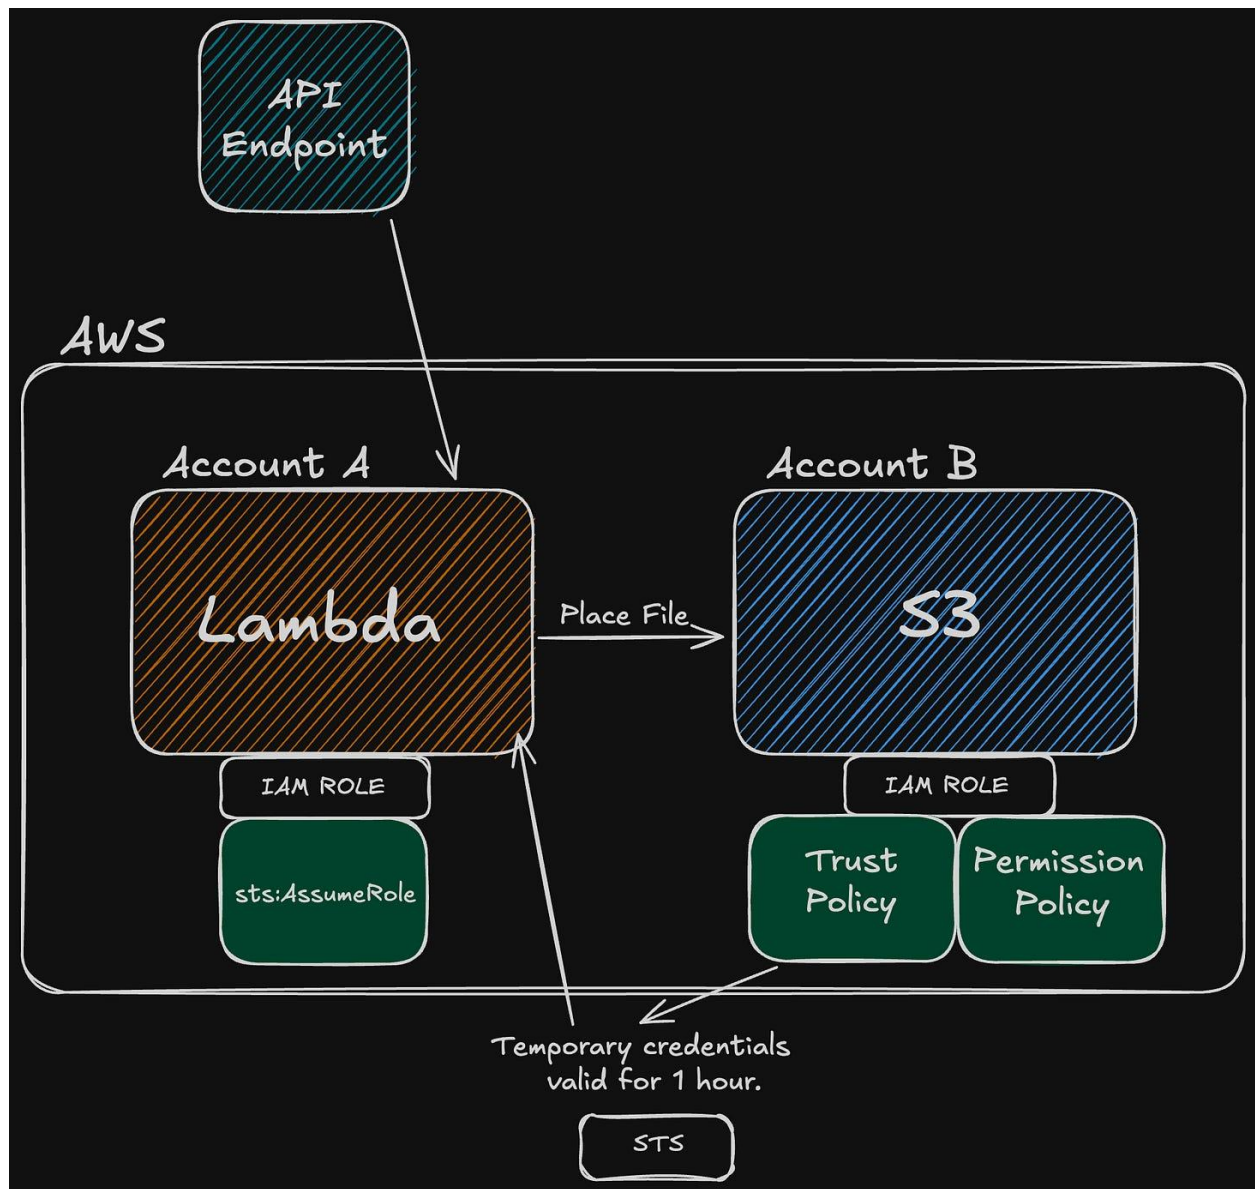 API
Endpoint
AWS
Account A
Account B
Lambda
Place File
S3
IAM ROLE
IAM ROLE
sts:AssumeRole
Trust
Policy
Permission
Policy
Temporary credentials
valid for 1 hour.
STS